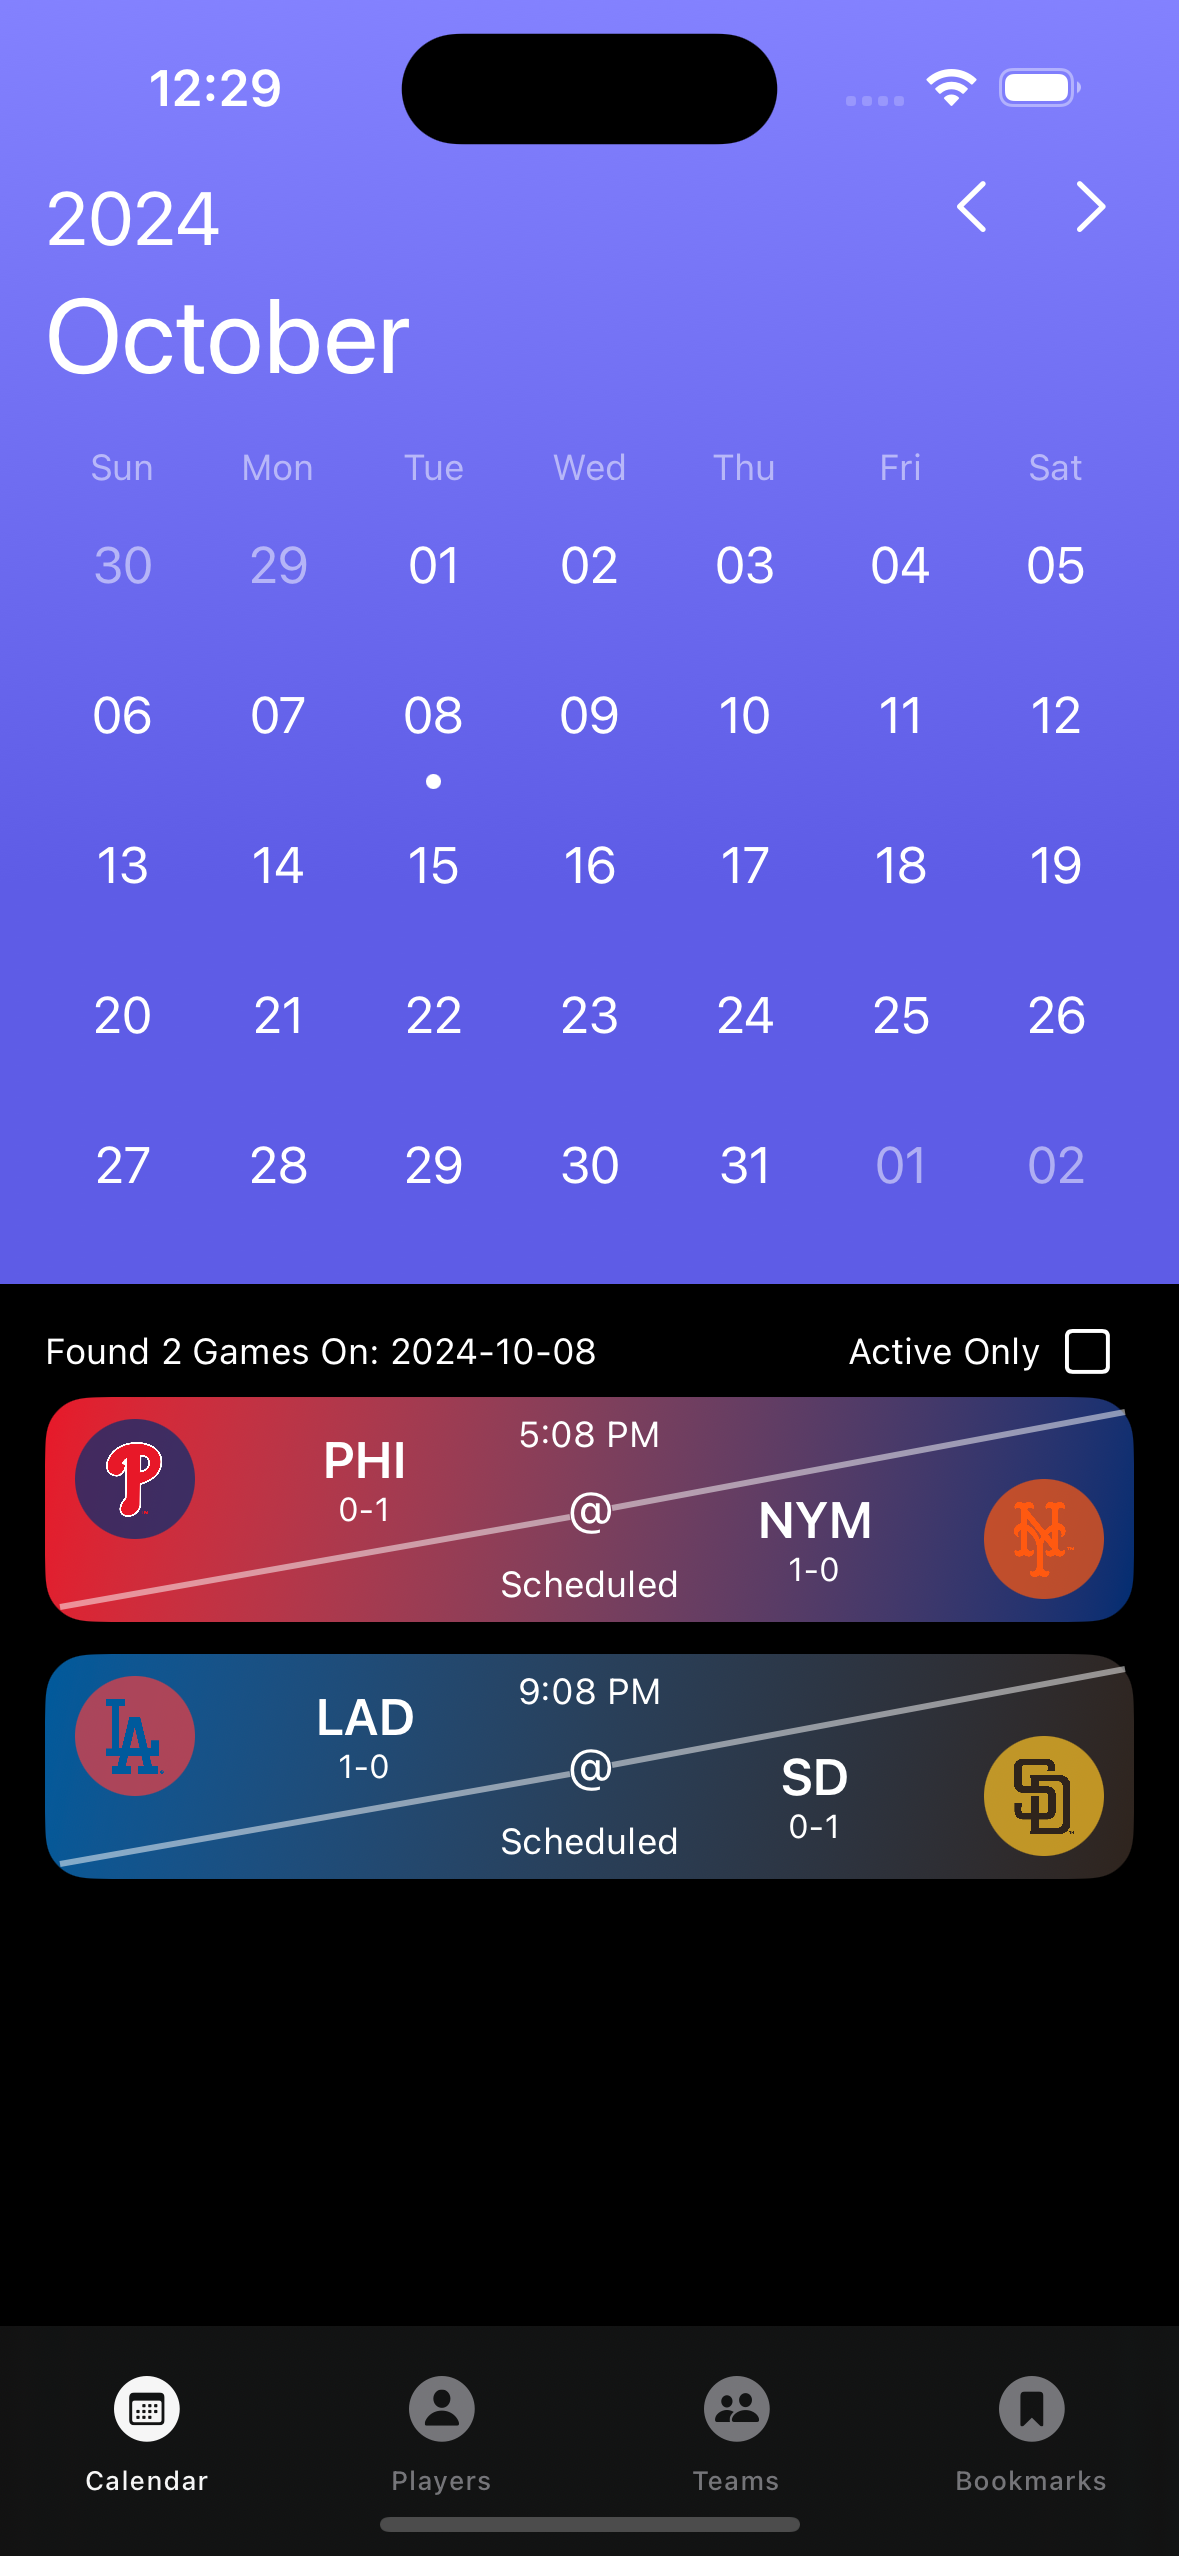 12:29
2024
October
Sun Mon Tue Wed Thu Fri Sat
30 29 01 02 03 04 05
06 07 08 09 10 11 12
13 14 15 16 17 18 19
20 21 22 23 24 25 26
27 28 29 30 31 01 02
Found 2 Games On: 2024-10-08 Active Only
5:08 PM
P PHI
0-1
@
NYM NY
1-0
Scheduled
9:08 PM
LA LAD
1-0
@
SD SD
0-1
Scheduled
Calendar Players Teams Bookmarks